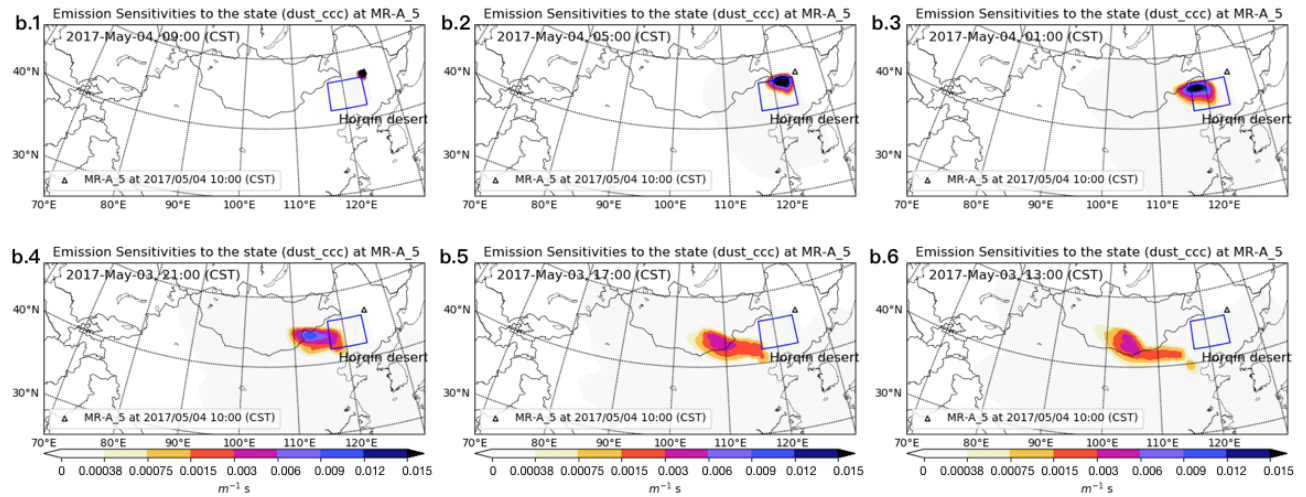 b.1
Emission Sensitivities to the state (dust_ccc) at MR-A_5
2017-May-04, 09:00 (CST)
40°N
30°N
Horqin desert
MR-A_5 at 2017/05/04 10:00 (CST)
70°E 80°E 90°E 100°E 110°E 120°E
b.2
Emission Sensitivities to the state (dust_ccc) at MR-A_5
2017-May-04, 05:00 (CST)
40°N
30°N
Horqin desert
MR-A_5 at 2017/05/04 10:00 (CST)
70°E 80°E 90°E 100°E 110°E 120°E
b.3
Emission Sensitivities to the state (dust_ccc) at MR-A_5
2017-May-04, 01:00 (CST)
40°N
30°N
Horqin desert
MR-A_5 at 2017/05/04 10:00 (CST)
70°E 80°E 90°E 100°E 110°E 120°E
b.4
Emission Sensitivities to the state (dust_ccc) at MR-A_5
2017-May-03, 21:00 (CST)
40°N
30°N
Horqin desert
MR-A_5 at 2017/05/04 10:00 (CST)
70°E 80°E 90°E 100°E 110°E 120°E
0 0.00038 0.00075 0.0015 0.003 0.006 0.009 0.012 0.015
m⁻¹ s
b.5
Emission Sensitivities to the state (dust_ccc) at MR-A_5
2017-May-03, 17:00 (CST)
40°N
30°N
Horqin desert
MR-A_5 at 2017/05/04 10:00 (CST)
70°E 80°E 90°E 100°E 110°E 120°E
0 0.00038 0.00075 0.0015 0.003 0.006 0.009 0.012 0.015
m⁻¹ s
b.6
Emission Sensitivities to the state (dust_ccc) at MR-A_5
2017-May-03, 13:00 (CST)
40°N
30°N
Horqin desert
MR-A_5 at 2017/05/04 10:00 (CST)
70°E 80°E 90°E 100°E 110°E 120°E
0 0.00038 0.00075 0.0015 0.003 0.006 0.009 0.012 0.015
m⁻¹ s